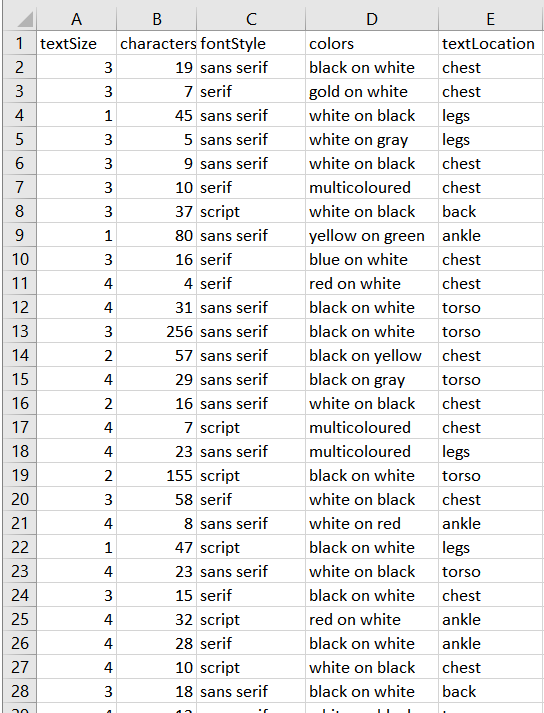 A B C D E
1 textSize characters fontStyle colors textLocation
2 3 19 sans serif black on white chest
3 3 7 serif gold on white chest
4 1 45 sans serif white on black legs
5 3 5 sans serif white on gray legs
6 3 9 sans serif white on black chest
7 3 10 serif multicoloured chest
8 3 37 script white on black back
9 1 80 sans serif yellow on green ankle
10 3 16 serif blue on white chest
11 4 4 serif red on white chest
12 4 31 sans serif black on white torso
13 3 256 sans serif black on white torso
14 2 57 sans serif black on yellow chest
15 4 29 sans serif black on gray torso
16 2 16 sans serif white on black chest
17 4 7 script multicoloured chest
18 4 23 sans serif multicoloured legs
19 2 155 script black on white torso
20 3 58 serif white on black chest
21 4 8 sans serif white on red ankle
22 1 47 script black on white legs
23 4 23 sans serif white on black torso
24 3 15 serif black on white chest
25 4 32 script red on white ankle
26 4 28 serif black on white ankle
27 4 10 script white on black chest
28 3 18 sans serif black on white back